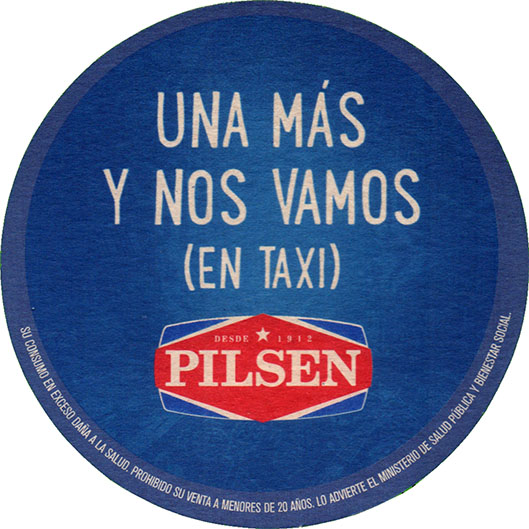 UNA MÁS
Y NOS VAMOS
(EN TAXI)
DESDE 1912
PILSEN
SU CONSUMO EN EXCESO DAÑA A LA SALUD. PROHIBIDO SU VENTA A MENORES DE 20 AÑOS. LO ADVIERTE EL MINISTERIO DE SALUD PÚBLICA Y BIENESTAR SOCIAL.